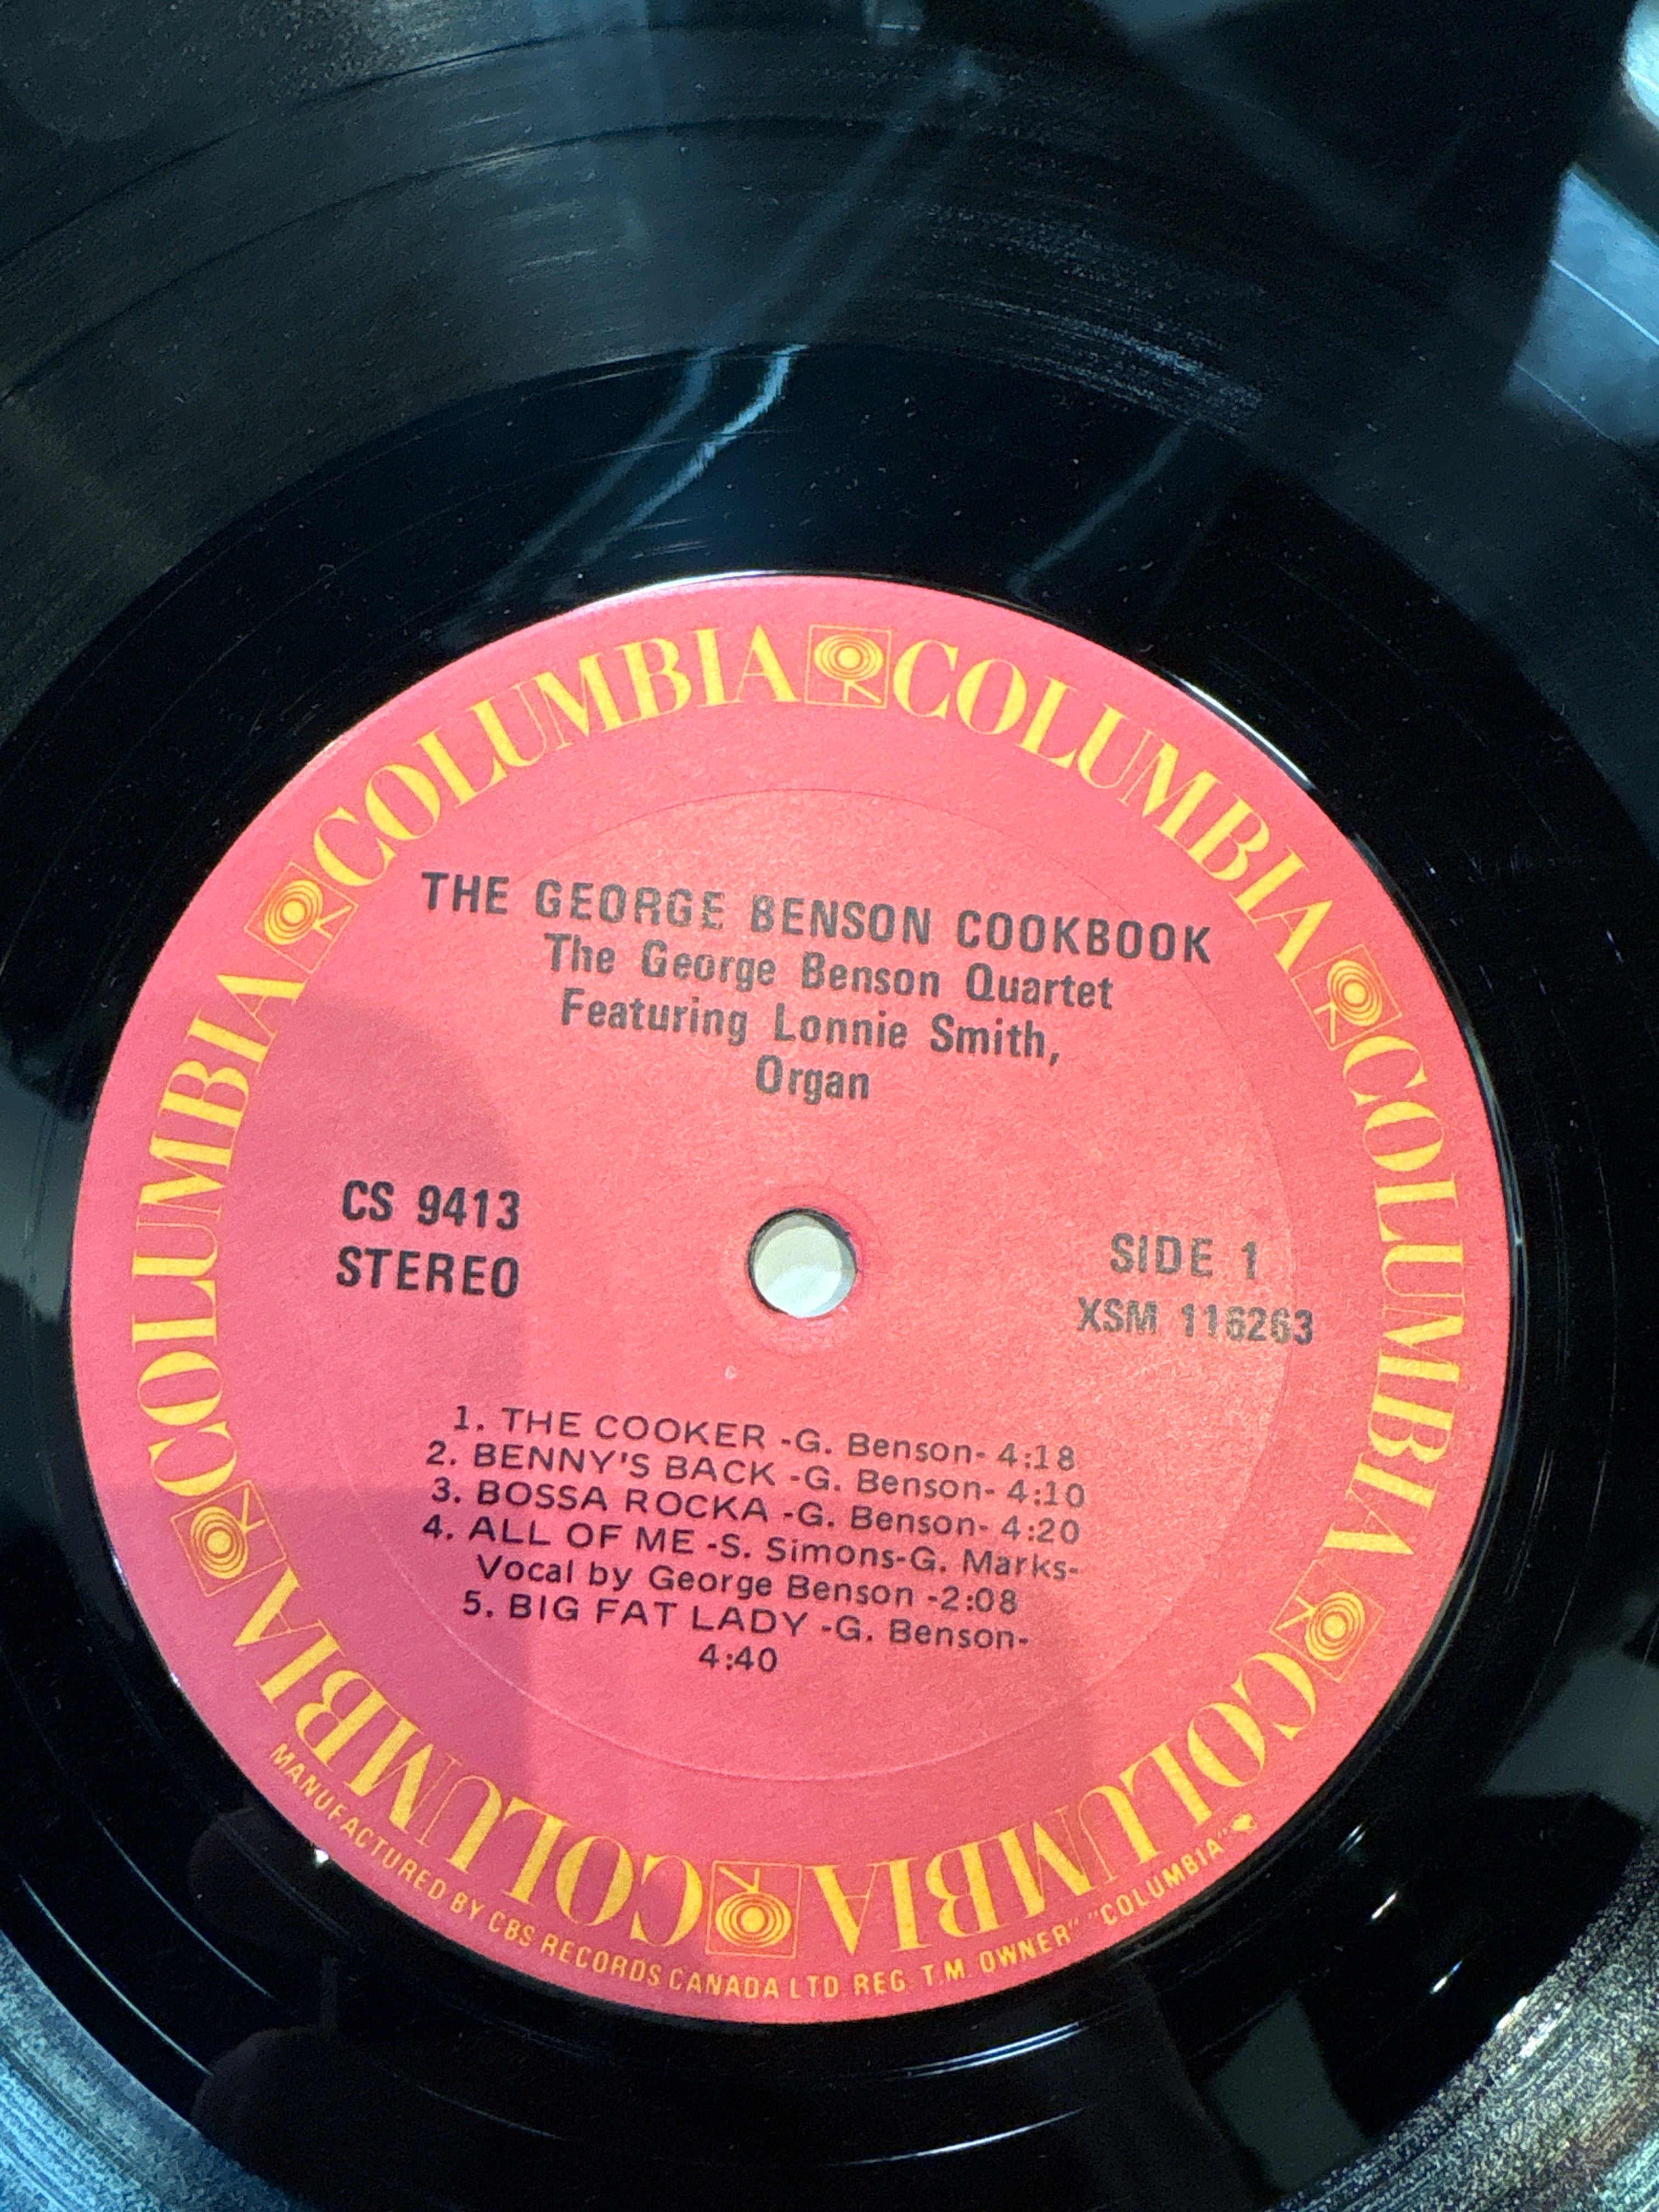 COLUMBIA COLUMBIA COLUMBIA COLUMBIA COLUMBIA COLUMBIA
THE GEORGE BENSON COOKBOOK
The George Benson Quartet
Featuring Lonnie Smith,
Organ
CS 9413
STEREO
SIDE 1
XSM 116263
1. THE COOKER -G. Benson- 4:18
2. BENNY'S BACK -G. Benson- 4:10
3. BOSSA ROCKA -G. Benson- 4:20
4. ALL OF ME -S. Simons-G. Marks-
Vocal by George Benson -2:08
5. BIG FAT LADY -G. Benson-
4:40
MANUFACTURED BY CBS RECORDS CANADA LTD. REG. T.M. OWNER" "COLUMBIA"